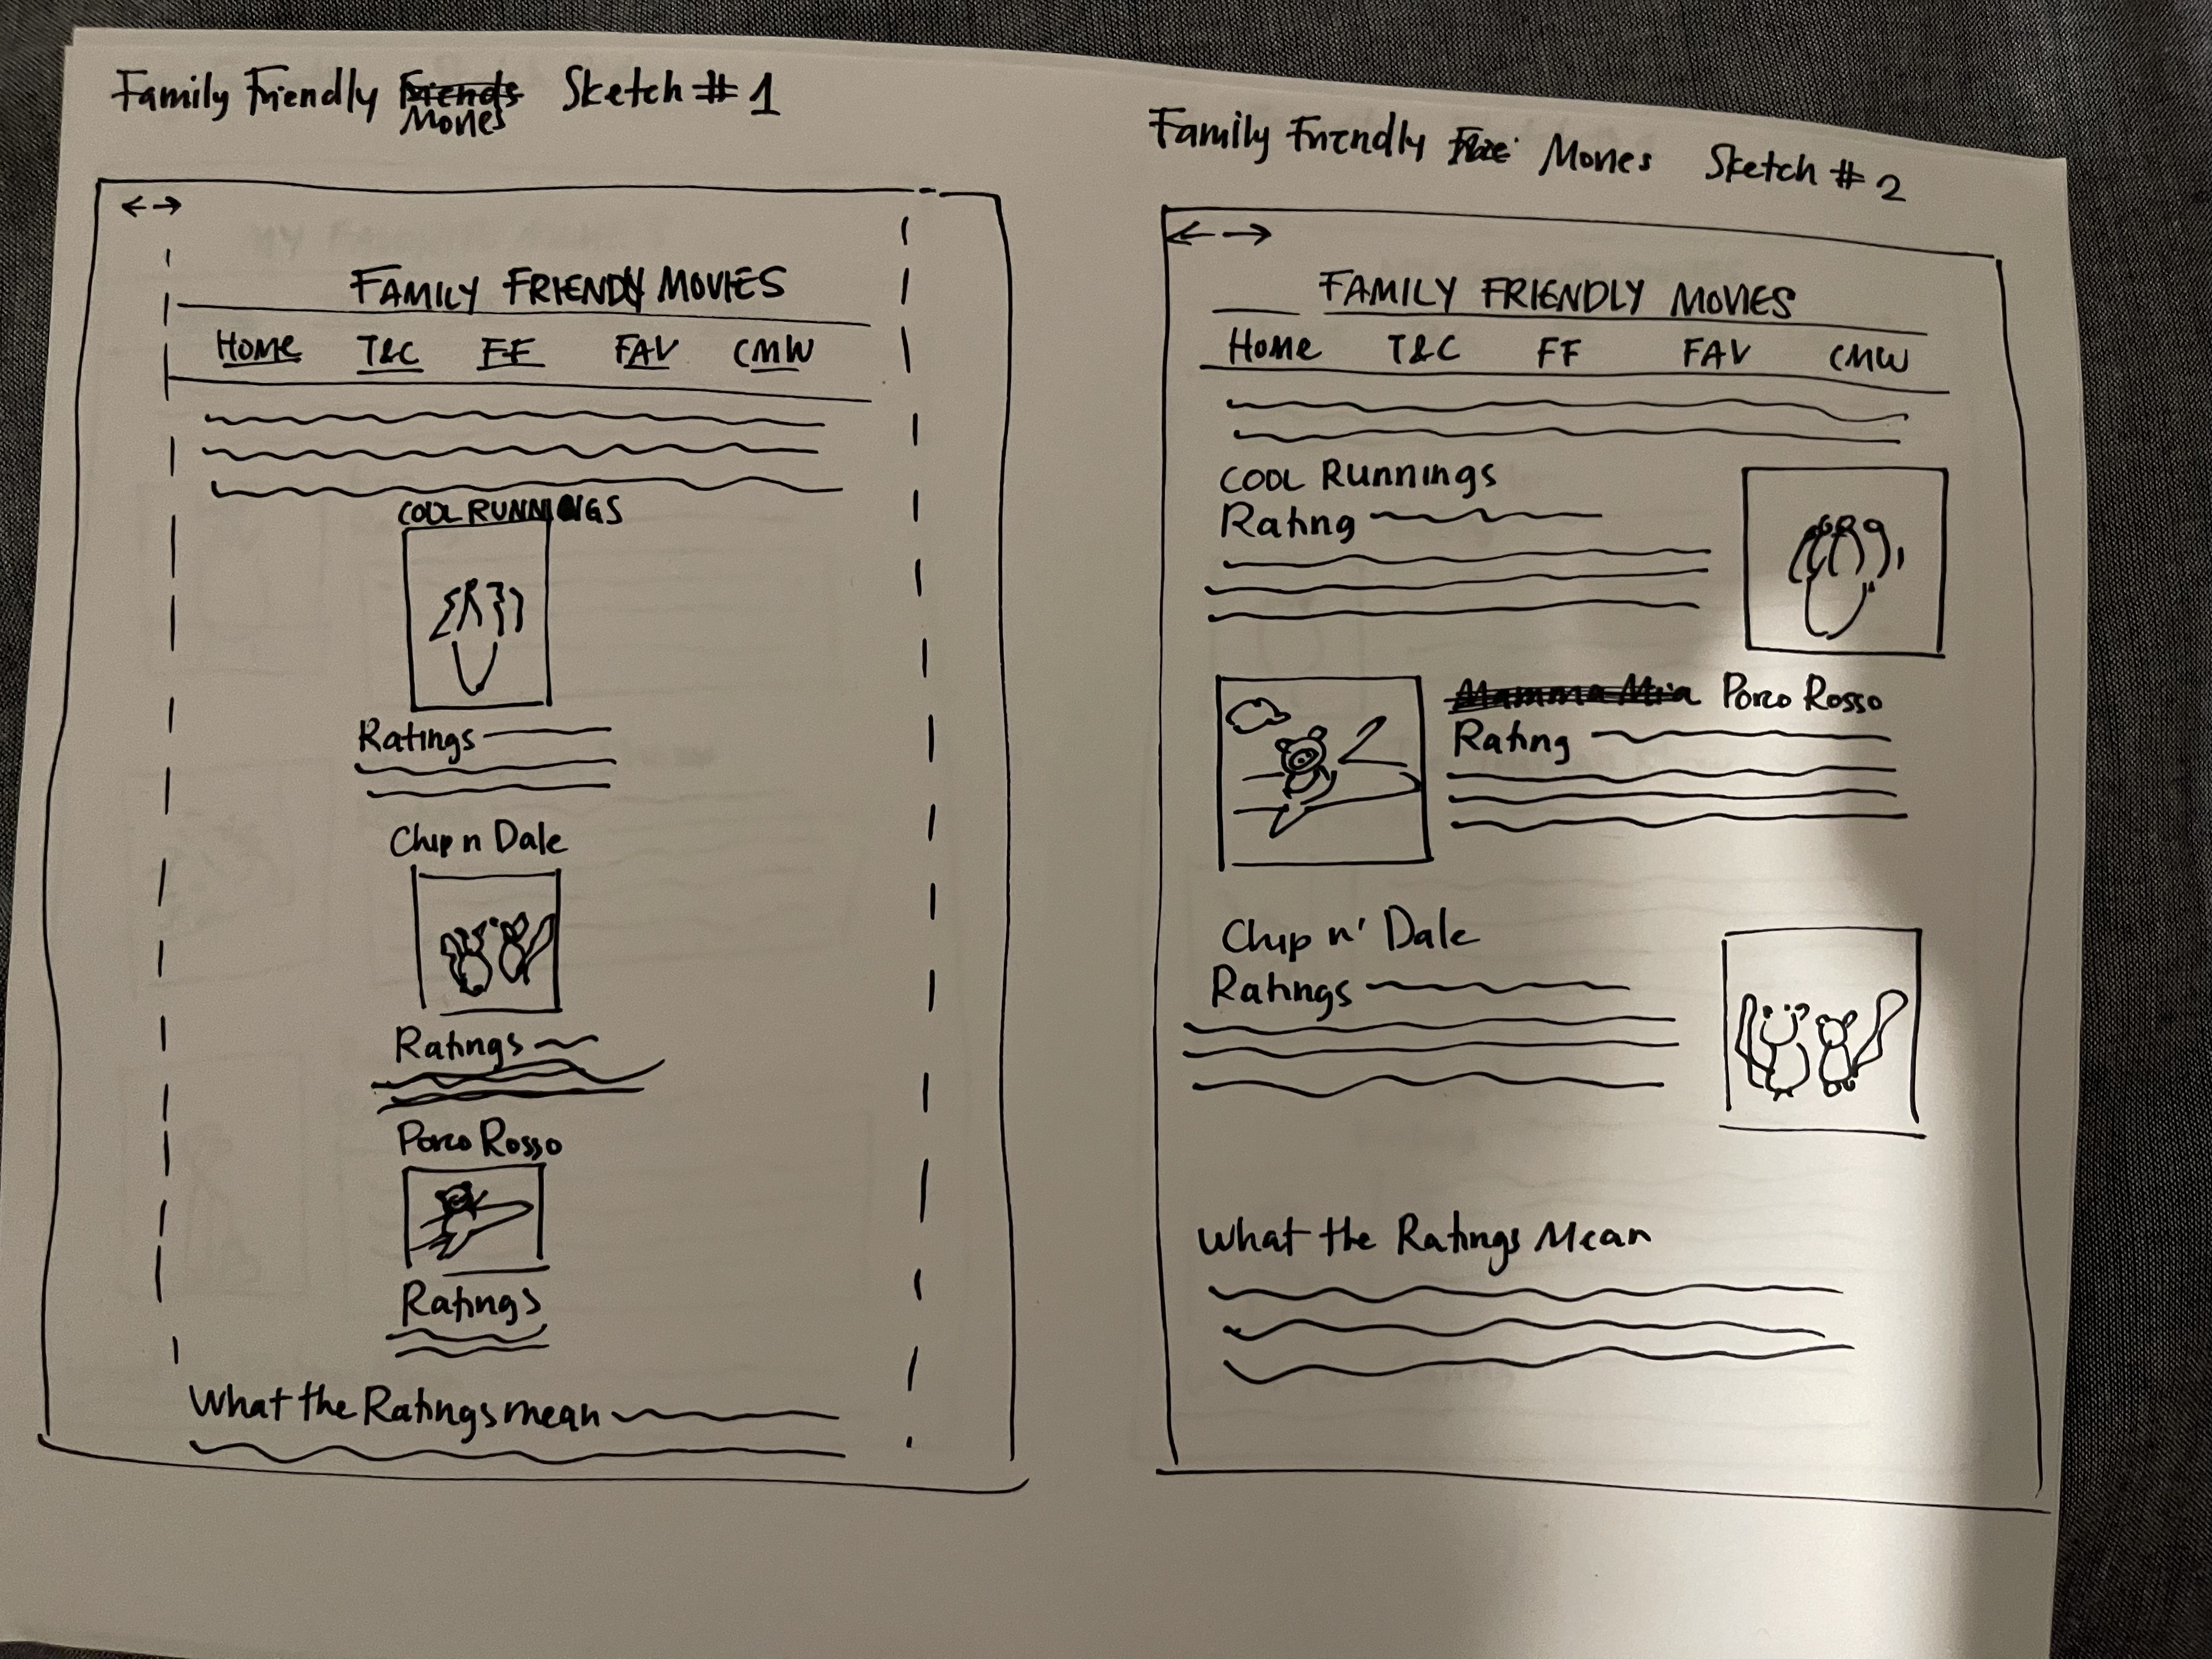 Family Friendly Friends Sketch # 1
Movies
FAMILY FRIENDLY MOVIES
HOME T&C FF FAV CMW
COOL RUNNINGS
Ratings
Chip n Dale
Ratings
Porco Rosso
Ratings
What the Ratings mean
Family Friendly Movies Sketch # 2
FAMILY FRIENDLY MOVIES
Home T&C FF FAV CMW
COOL Runnings
Rating
Mamma Mia Porco Rosso
Rating
Chip n' Dale
Ratings
What the Ratings Mean